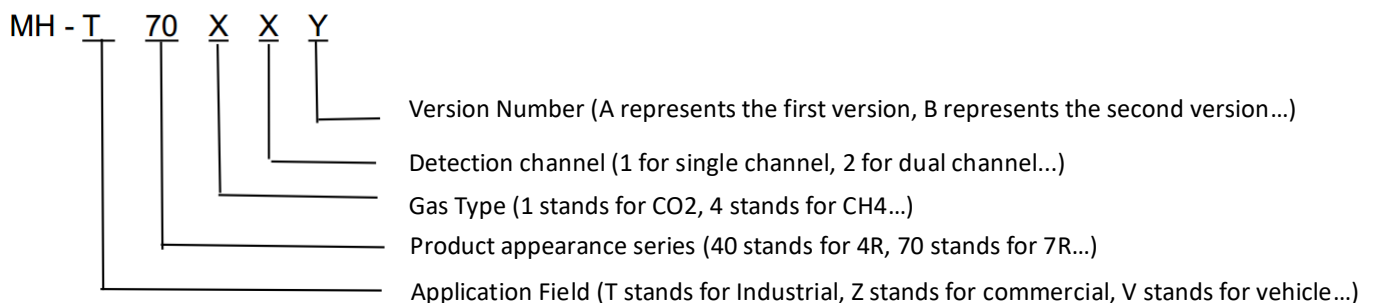 MH - T 70 X X Y
Version Number (A represents the first version, B represents the second version…)
Detection channel (1 for single channel, 2 for dual channel...)
Gas Type (1 stands for CO2, 4 stands for CH4…)
Product appearance series (40 stands for 4R, 70 stands for 7R…)
Application Field (T stands for Industrial, Z stands for commercial, V stands for vehicle…)